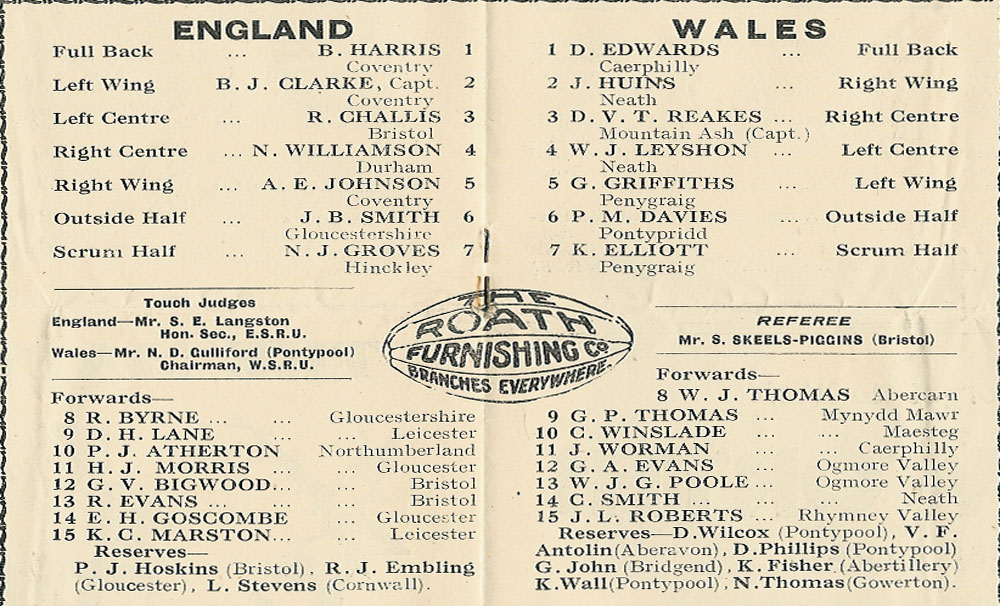 ENGLAND
Full Back ... B. HARRIS 1
Coventry
Left Wing B. J. CLARKE, Capt. 2
Coventry
Left Centre ... R. CHALLIS 3
Bristol
Right Centre ... N. WILLIAMSON 4
Durham
Right Wing ... A. E. JOHNSON 5
Coventry
Outside Half ... J. B. SMITH 6
Gloucestershire
Scrum Half ... N. J. GROVES 7
Hinckley
Touch Judges
England—Mr. S. E. Langston
Hon. Sec., E.S.R.U.
Wales—Mr. N. D. Gulliford (Pontypool)
Chairman, W.S.R.U.
Forwards—
8 R. BYRNE ... ... Gloucestershire
9 D. H. LANE ... Leicester
10 P. J. ATHERTON Northumberland
11 H. J. MORRIS ... ... Gloucester
12 G. V. BIGWOOD... ... Bristol
13 R. EVANS ... ... Bristol
14 E. H. GOSCOMBE ... Gloucester
15 K. C. MARSTON... ... Leicester
Reserves—
P. J. Hoskins (Bristol), R. J. Embling
(Gloucester), L. Stevens (Cornwall).
THE
ROATH
FURNISHING Co
BRANCHES EVERYWHERE.
WALES
1 D. EDWARDS ... Full Back
Caerphilly
2 J. HUINS ... Right Wing
Neath
3 D. V. T. REAKES ... Right Centre
Mountain Ash (Capt.)
4 W. J. LEYSHON ... Left Centre
Neath
5 G. GRIFFITHS ... Left Wing
Penygraig
6 P. M. DAVIES ... Outside Half
Pontypridd
7 K. ELLIOTT ... Scrum Half
Penygraig
REFEREE
Mr. S. SKEELS-PIGGINS (Bristol)
Forwards—
8 W. J. THOMAS Abercarn
9 G. P. THOMAS ... Mynydd Mawr
10 C. WINSLADE ... ... Maesteg
11 J. WORMAN ... ... Caerphilly
12 G. A. EVANS ... Ogmore Valley
13 W. J. G. POOLE ... Ogmore Valley
14 C. SMITH ... ... Neath
15 J. L. ROBERTS ... Rhymney Valley
Reserves—D. Wilcox (Pontypool), V. F.
Antolin (Aberavon), D. Phillips (Pontypool)
G. John (Bridgend), K. Fisher (Abertillery)
K. Wall (Pontypool), N. Thomas (Gowerton).